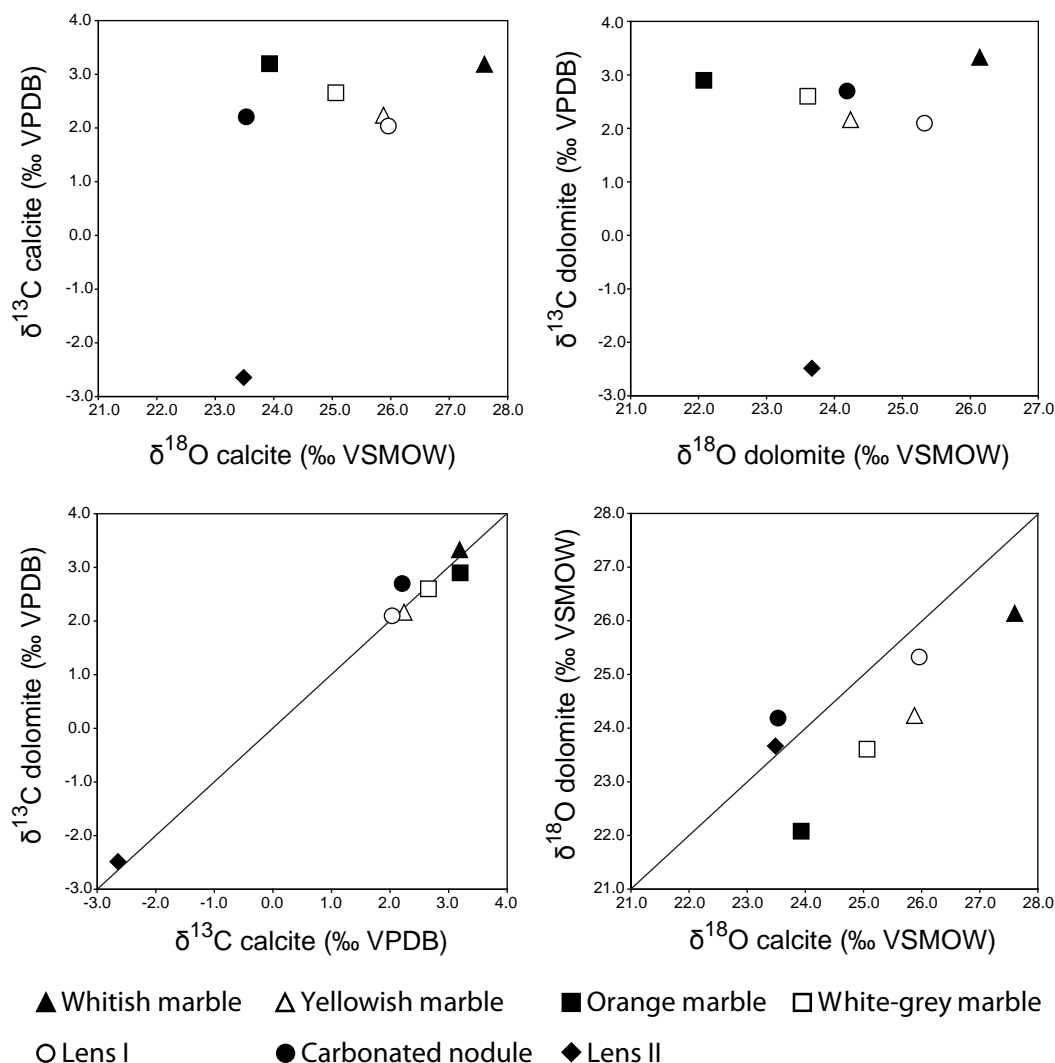 4.0
3.0
2.0
1.0
0.0
-1.0
-2.0
-3.0
δ13C calcite (‰ VPDB)
21.0 22.0 23.0 24.0 25.0 26.0 27.0 28.0
δ18O calcite (‰ VSMOW)
4.0
3.0
2.0
1.0
0.0
-1.0
-2.0
-3.0
δ13C dolomite (‰ VPDB)
21.0 22.0 23.0 24.0 25.0 26.0 27.0
δ18O dolomite (‰ VSMOW)
4.0
3.0
2.0
1.0
0.0
-1.0
-2.0
-3.0
δ13C dolomite (‰ VPDB)
-3.0 -2.0 -1.0 0.0 1.0 2.0 3.0 4.0
δ13C calcite (‰ VPDB)
28.0
27.0
26.0
25.0
24.0
23.0
22.0
21.0
δ18O dolomite (‰ VSMOW)
21.0 22.0 23.0 24.0 25.0 26.0 27.0 28.0
δ18O calcite (‰ VSMOW)
Whitish marble Yellowish marble Orange marble White-grey marble
Lens I Carbonated nodule Lens II